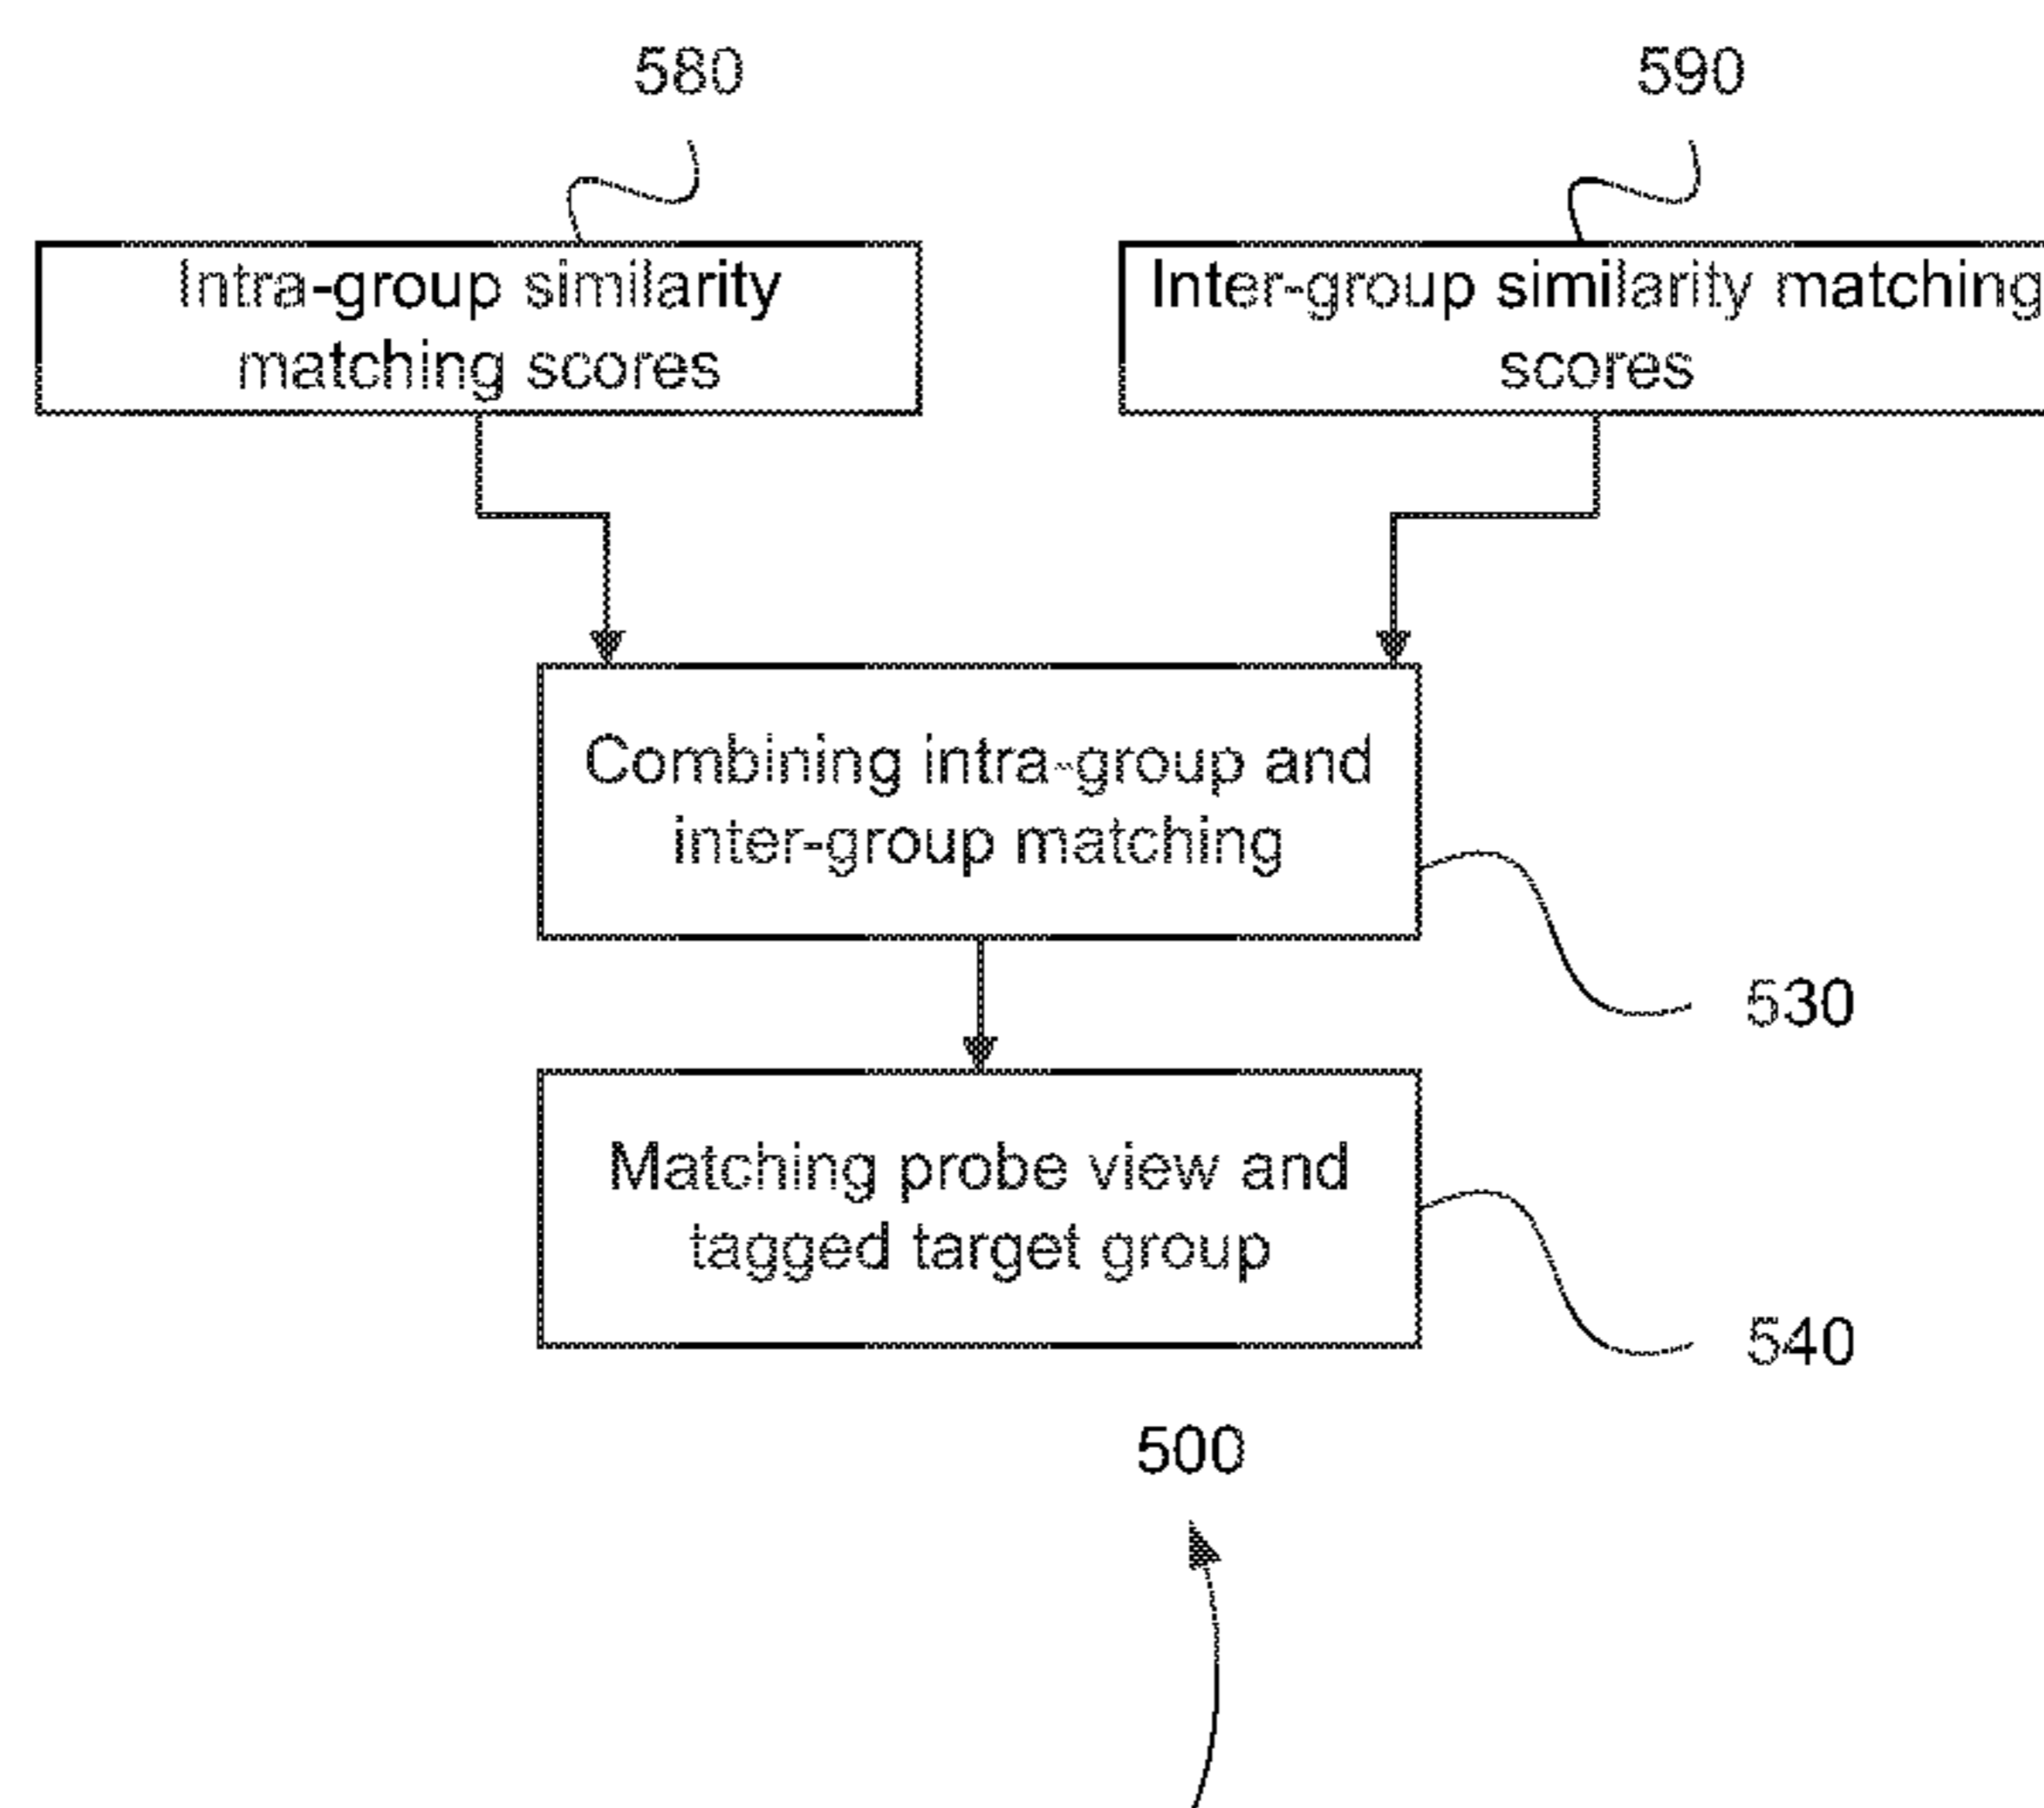 580
590
Intra-group similarity
matching scores
Inter-group similarity matching
scores
Combining intra-group and
inter-group matching
530
Matching probe view and
tagged target group
540
500